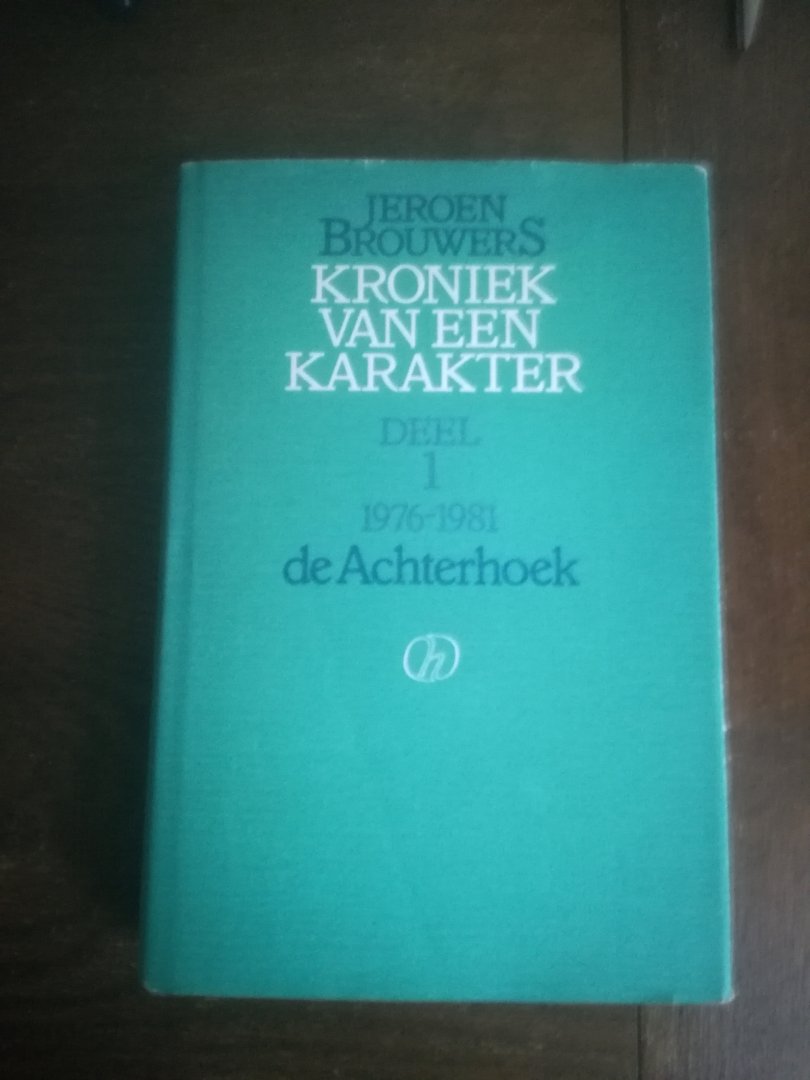 JEROEN
BROUWERS
KRONIEK
VAN EEN
KARAKTER
DEEL
1
1976-1981
de Achterhoek
h